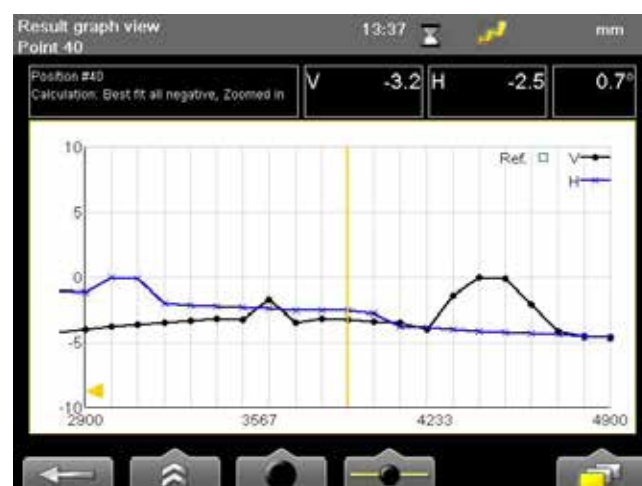 Result graph view 13:37 mm
Point 40
Position #40
Calculation: Best fit all negative, Zoomed in
V -3.2 H -2.5 0.7°
Ref. V
H
10
5
0
-5
-10
2900 3567 4233 4900